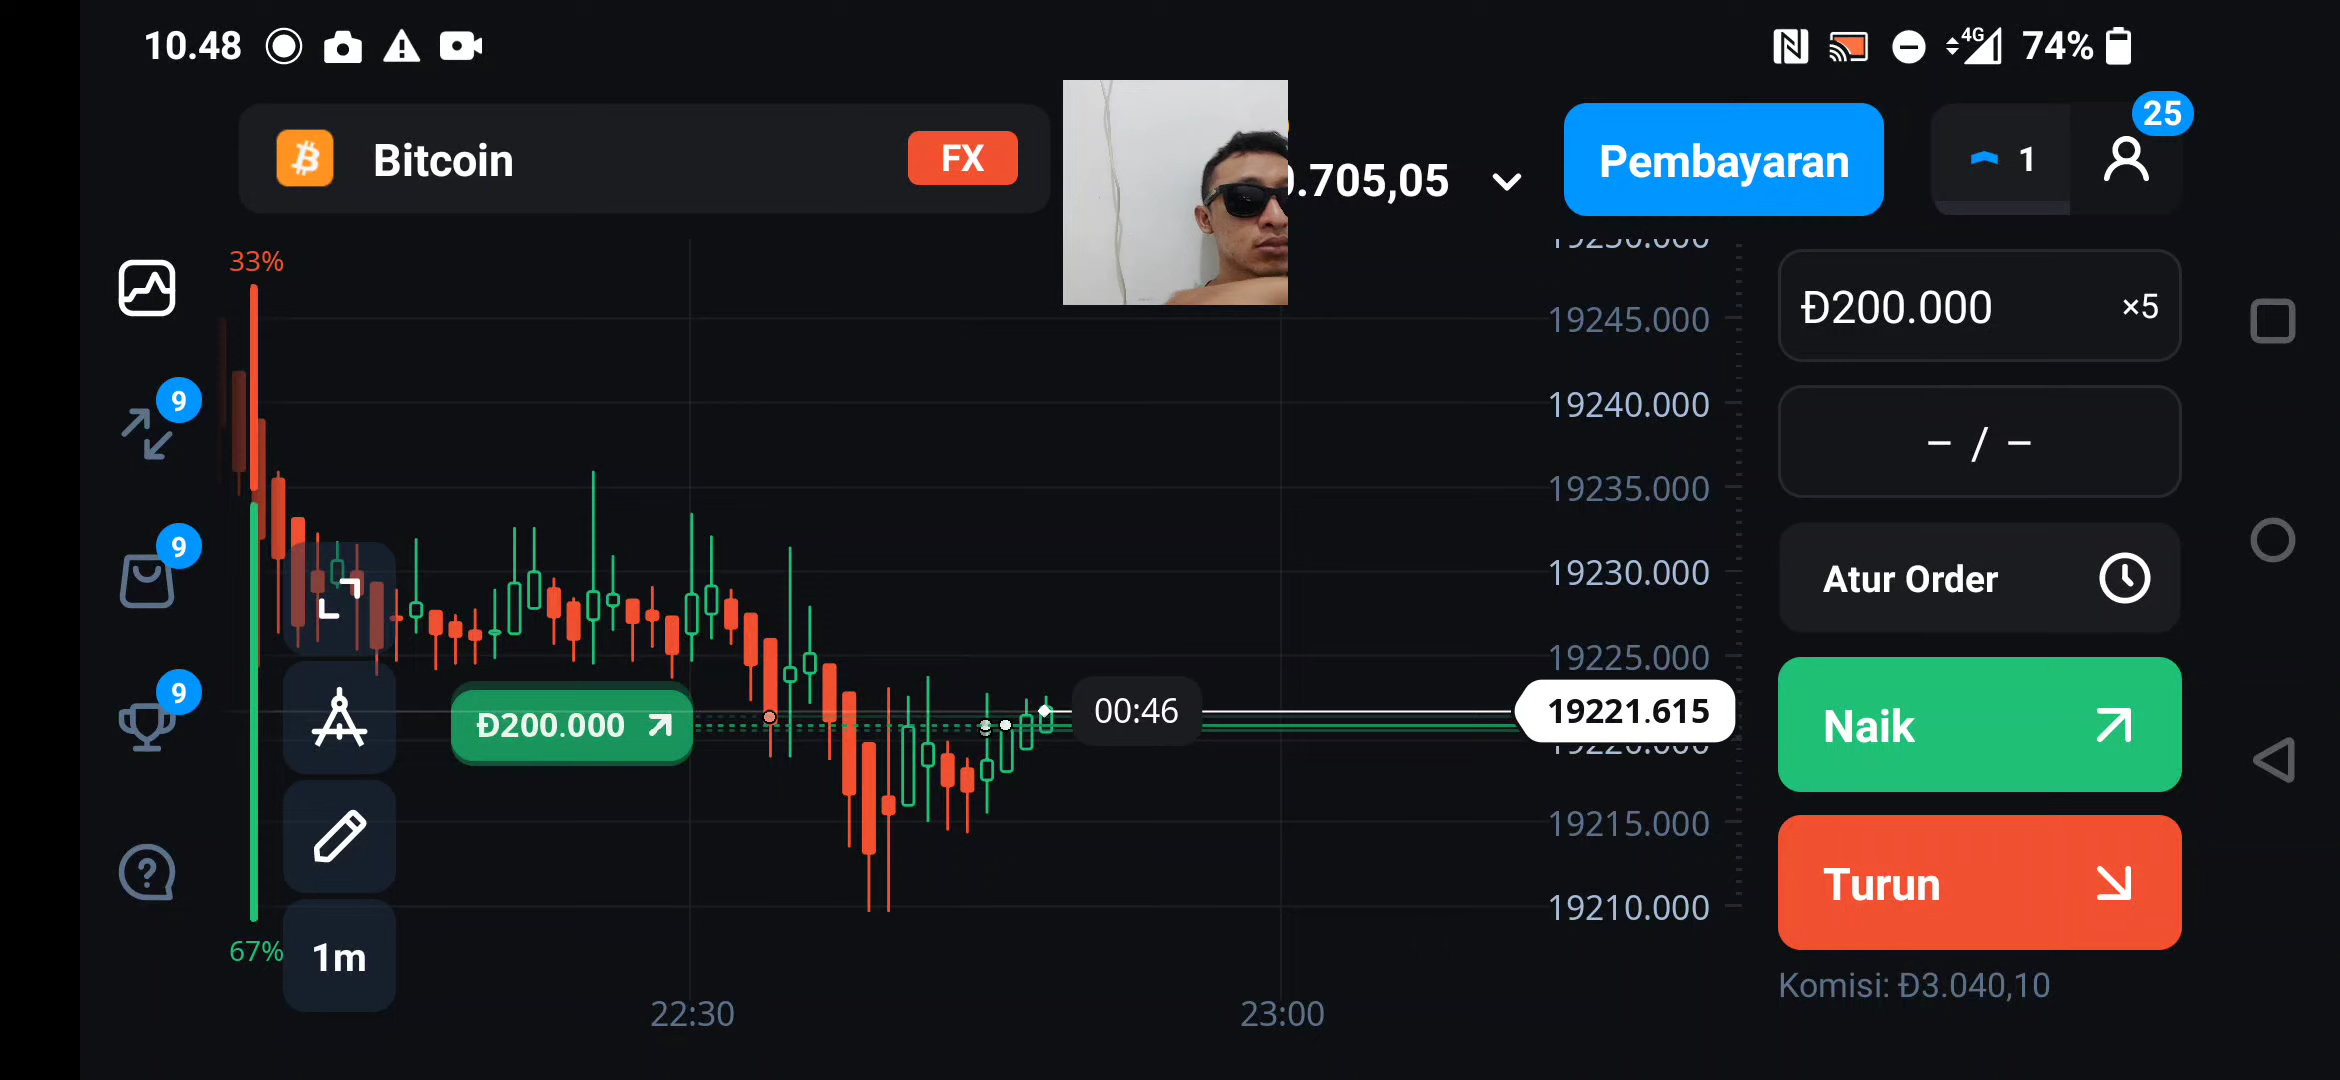 10.48
4G 74%
Bitcoin FX
.705,05
Pembayaran
1
25
33%
19245.000
19240.000
19235.000
19230.000
19225.000
19221.615
19215.000
19210.000
Đ200.000 ×5
– / –
Atur Order
Naik
Turun
Komisi: Đ3.040,10
9
9
9
Đ200.000
00:46
67%
1m
22:30
23:00